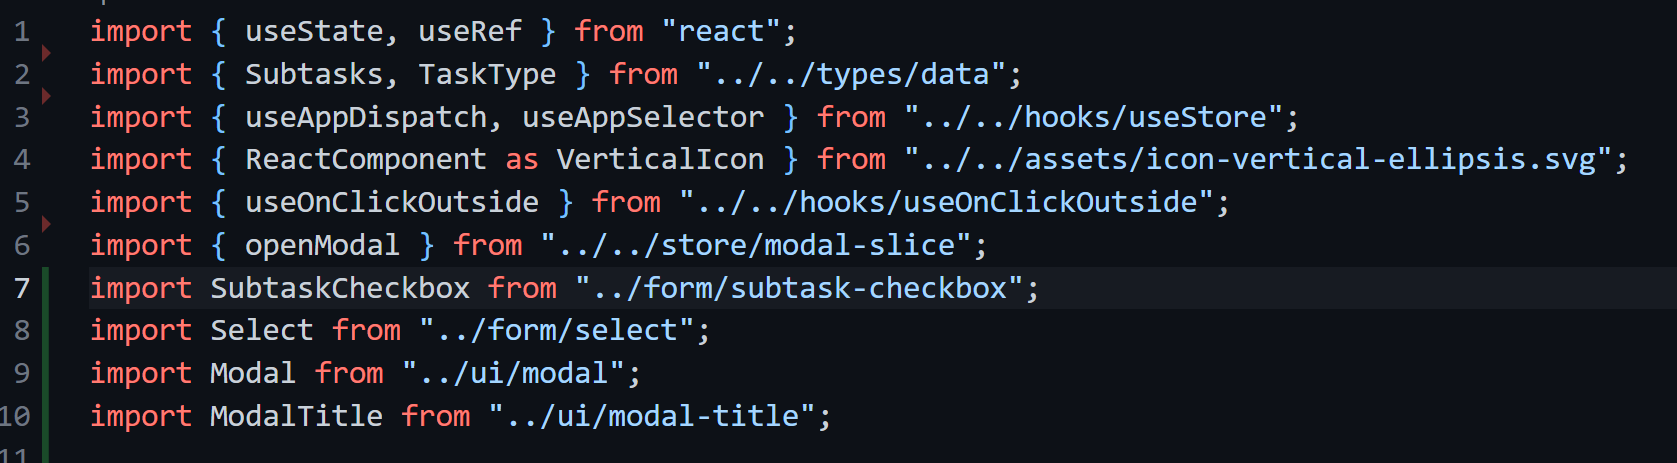 1 import { useState, useRef } from "react";
2 import { Subtasks, TaskType } from "../../types/data";
3 import { useAppDispatch, useAppSelector } from "../../hooks/useStore";
4 import { ReactComponent as VerticalIcon } from "../../assets/icon-vertical-ellipsis.svg";
5 import { useOnClickOutside } from "../../hooks/useOnClickOutside";
6 import { openModal } from "../../store/modal-slice";
7 import SubtaskCheckbox from "../form/subtask-checkbox";
8 import Select from "../form/select";
9 import Modal from "../ui/modal";
10 import ModalTitle from "../ui/modal-title";
11